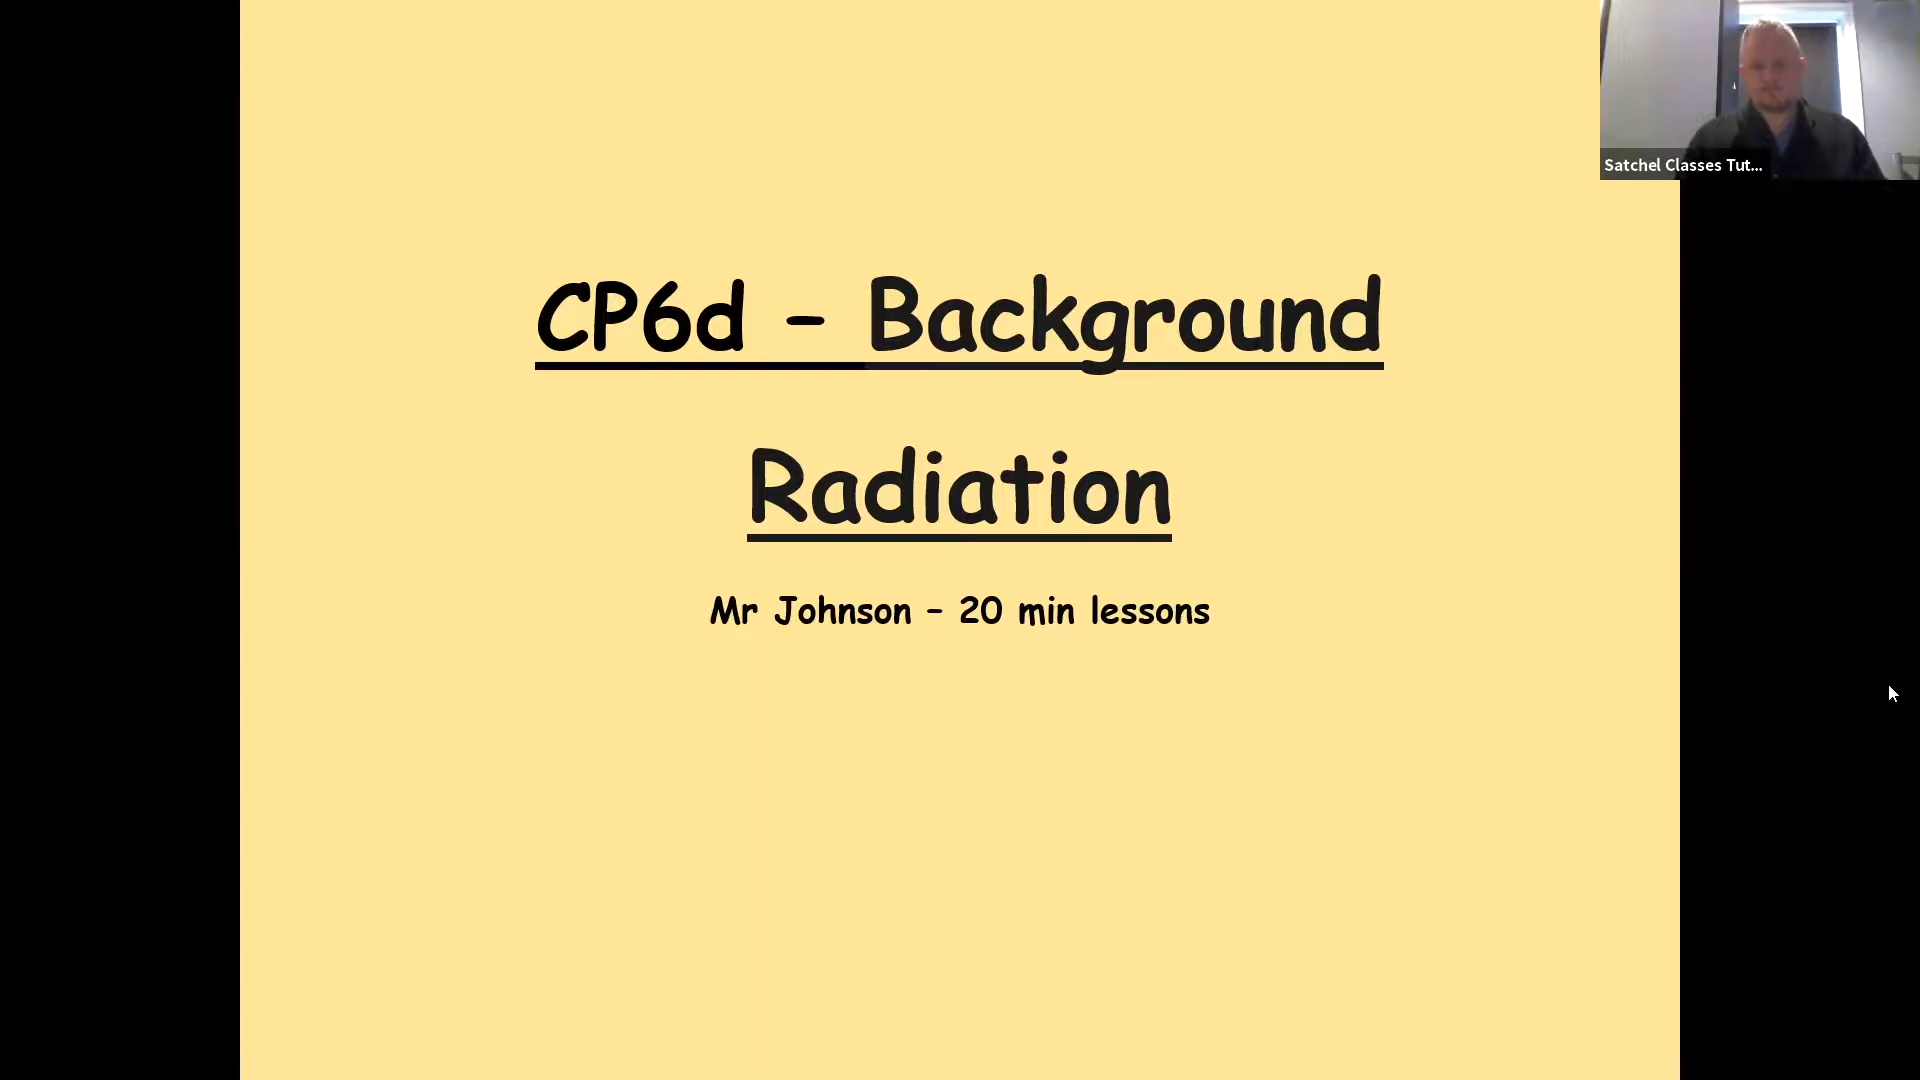 Satchel Classes Tut...
CP6d – Background
Radiation
Mr Johnson – 20 min lessons